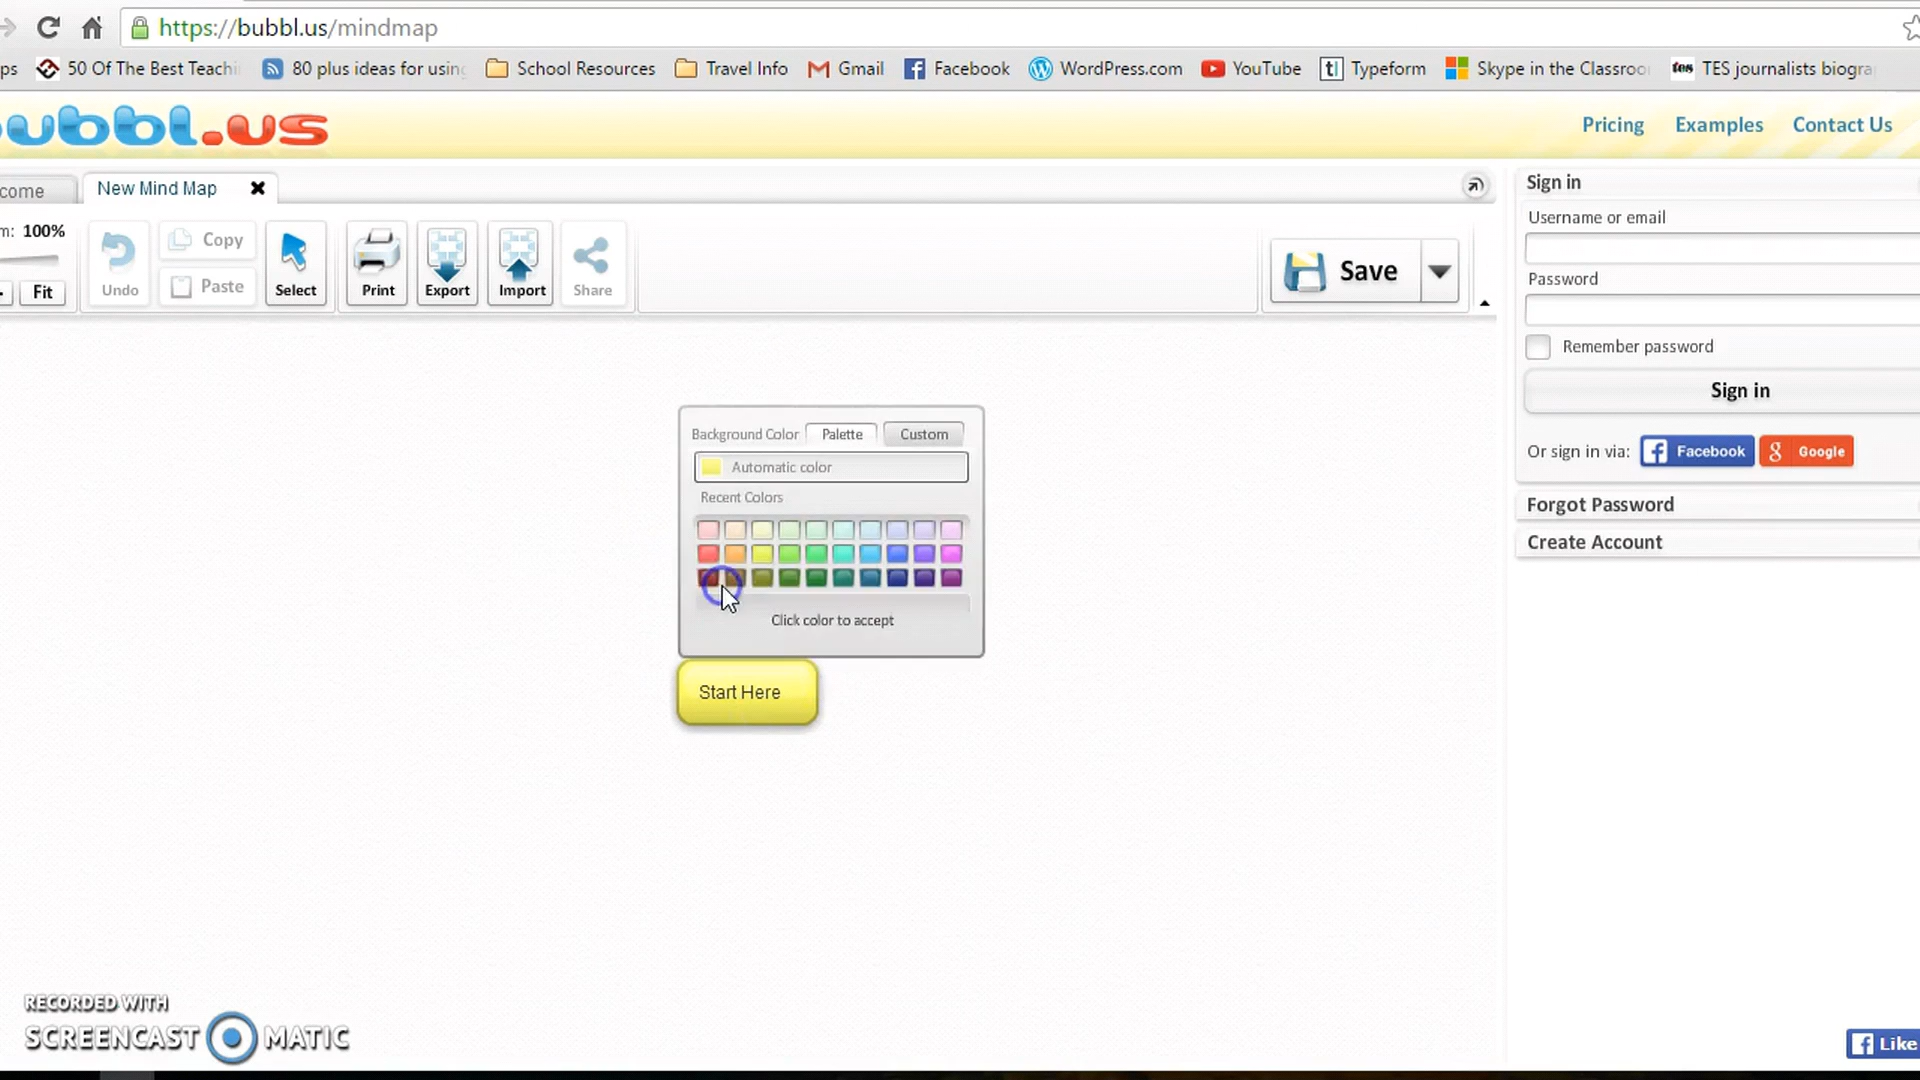 https://bubbl.us/mindmap
ps 50 Of The Best Teachi 80 plus ideas for using School Resources Travel Info Gmail Facebook WordPress.com YouTube Typeform Skype in the Classroo tes TES journalists biogra
bubbl.us Pricing Examples Contact Us
come New Mind Map Sign in
Username or email
m: 100% Copy
Undo Paste Fit Select Print Export Import Share Save
Password
Remember password
Sign in
Or sign in via: Facebook Google
Forgot Password
Create Account
Background Color Palette Custom
Automatic color
Recent Colors
Click color to accept
Start Here
RECORDED WITH
SCREENCAST MATIC
Like